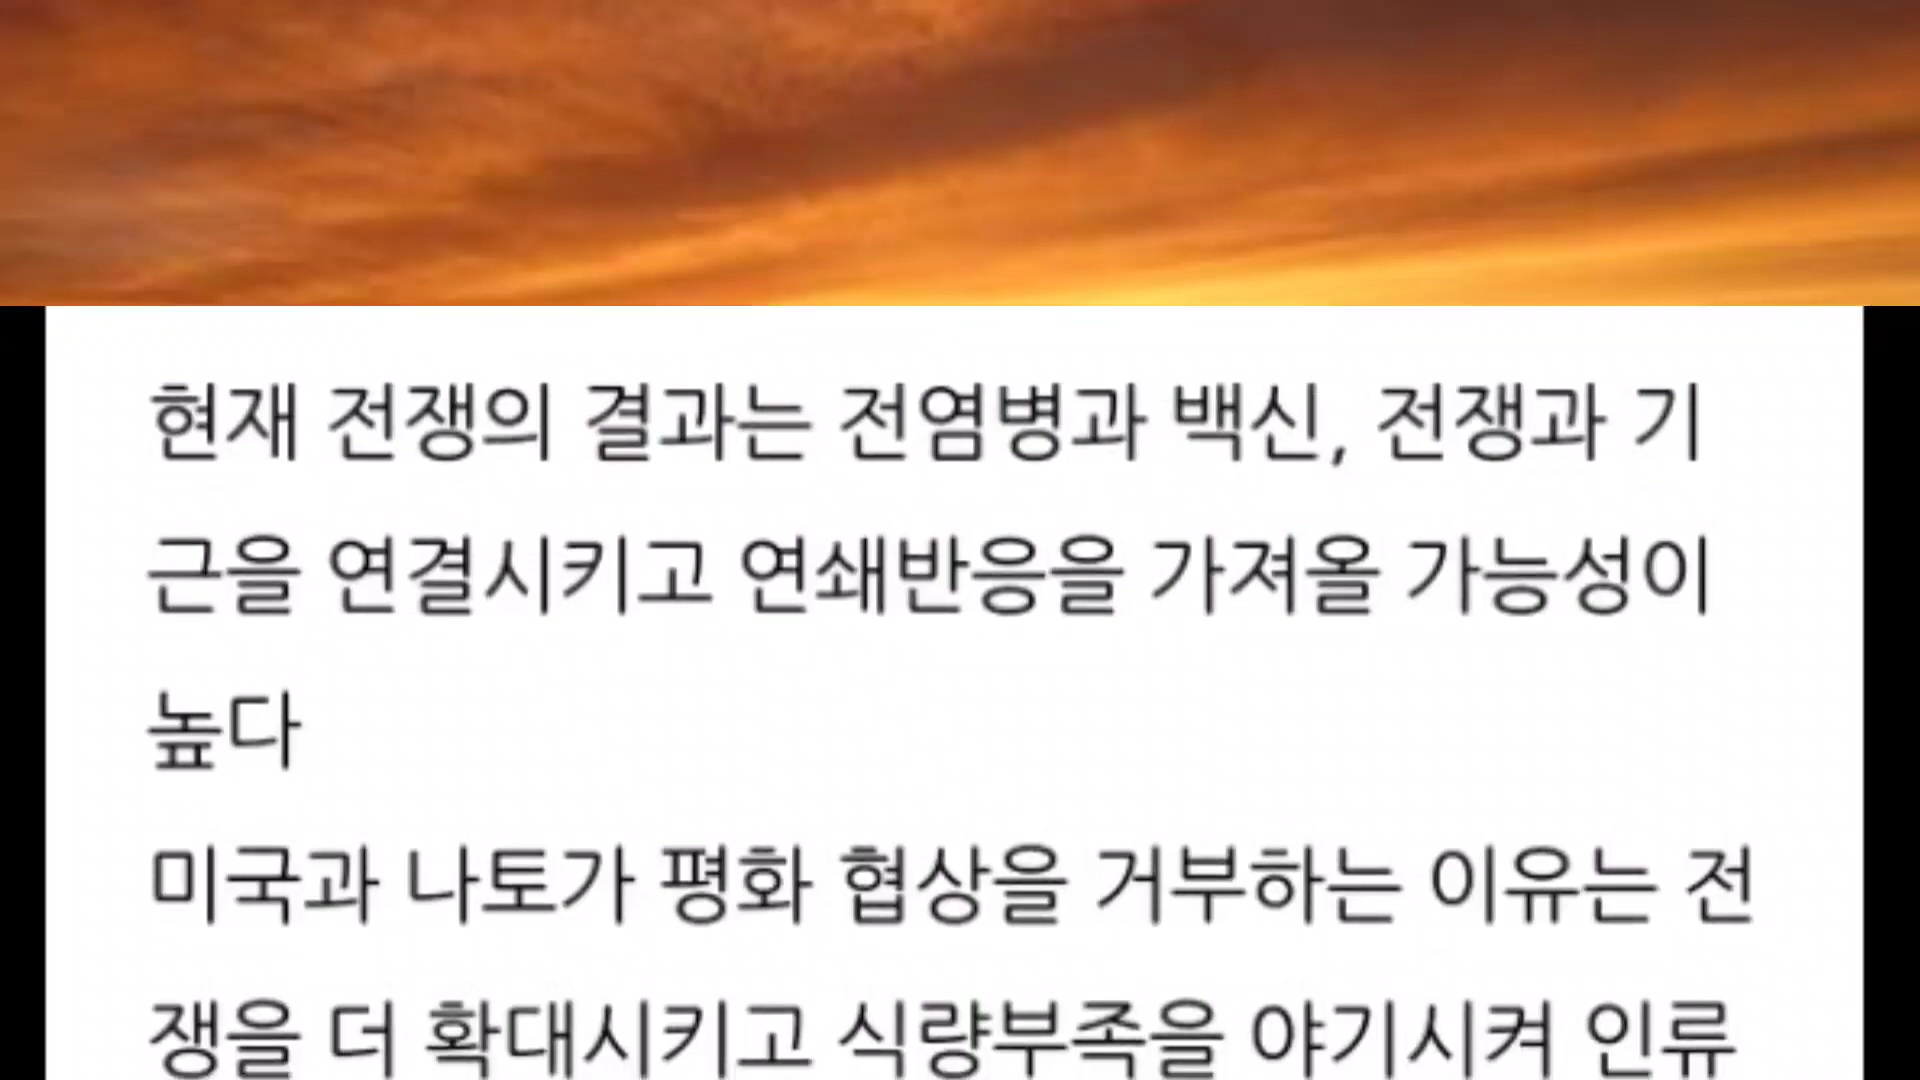 현재 전쟁의 결과는 전염병과 백신, 전쟁과 기
근을 연결시키고 연쇄반응을 가져올 가능성이
높다
미국과 나토가 평화 협상을 거부하는 이유는 전
쟁을 더 확대시키고 식량부족을 야기시켜 인류